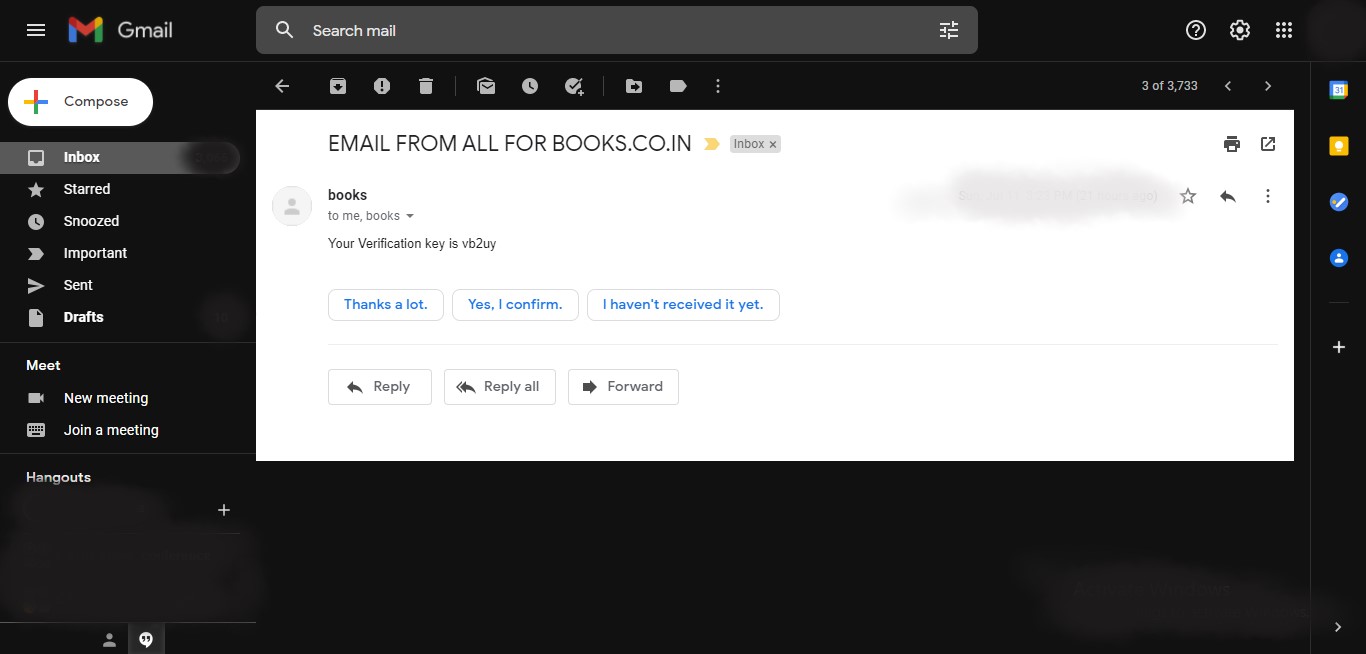 Gmail
Search mail
Compose
3 of 3,733
31
Inbox
Starred
Snoozed
Important
Sent
Drafts
Meet
New meeting
Join a meeting
Hangouts
EMAIL FROM ALL FOR BOOKS.CO.IN
Inbox x
books
to me, books
Your Verification key is vb2uy
Thanks a lot.
Yes, I confirm.
I haven't received it yet.
Reply
Reply all
Forward